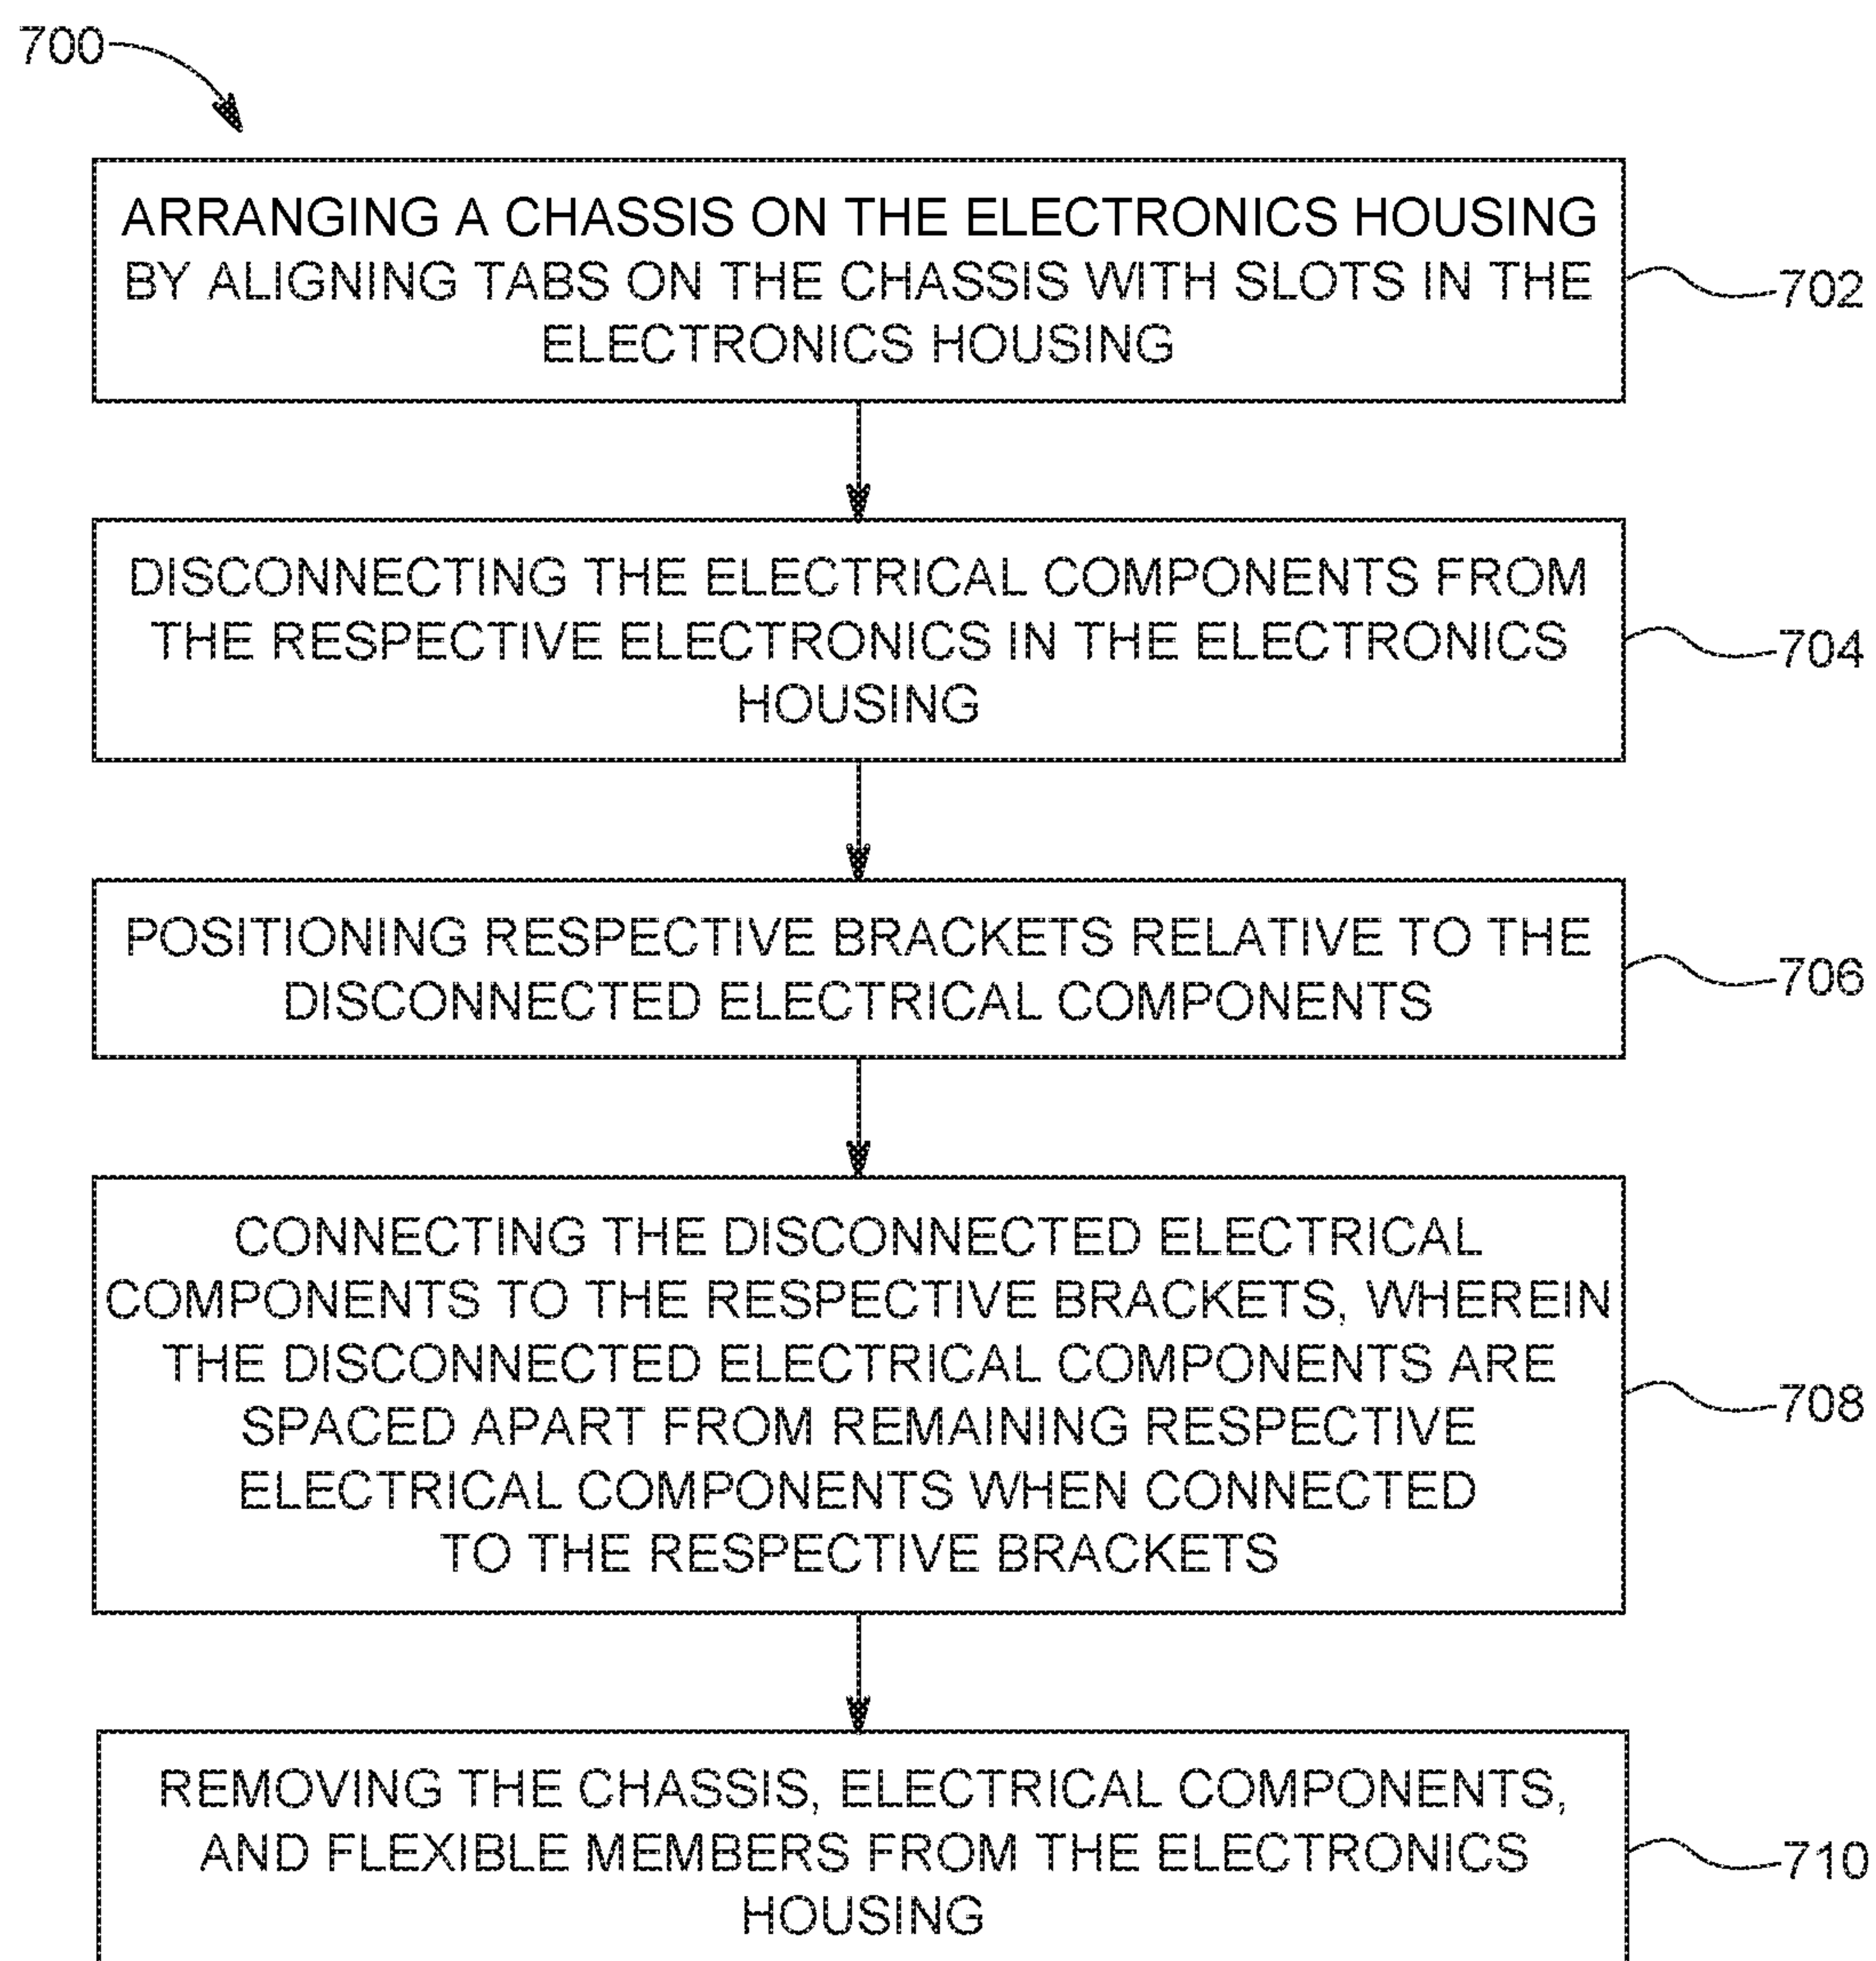 700
ARRANGING A CHASSIS ON THE ELECTRONICS HOUSING
BY ALIGNING TABS ON THE CHASSIS WITH SLOTS IN THE
ELECTRONICS HOUSING
702
DISCONNECTING THE ELECTRICAL COMPONENTS FROM
THE RESPECTIVE ELECTRONICS IN THE ELECTRONICS
HOUSING
704
POSITIONING RESPECTIVE BRACKETS RELATIVE TO THE
DISCONNECTED ELECTRICAL COMPONENTS
706
CONNECTING THE DISCONNECTED ELECTRICAL
COMPONENTS TO THE RESPECTIVE BRACKETS, WHEREIN
THE DISCONNECTED ELECTRICAL COMPONENTS ARE
SPACED APART FROM REMAINING RESPECTIVE
ELECTRICAL COMPONENTS WHEN CONNECTED
TO THE RESPECTIVE BRACKETS
708
REMOVING THE CHASSIS, ELECTRICAL COMPONENTS,
AND FLEXIBLE MEMBERS FROM THE ELECTRONICS
HOUSING
710